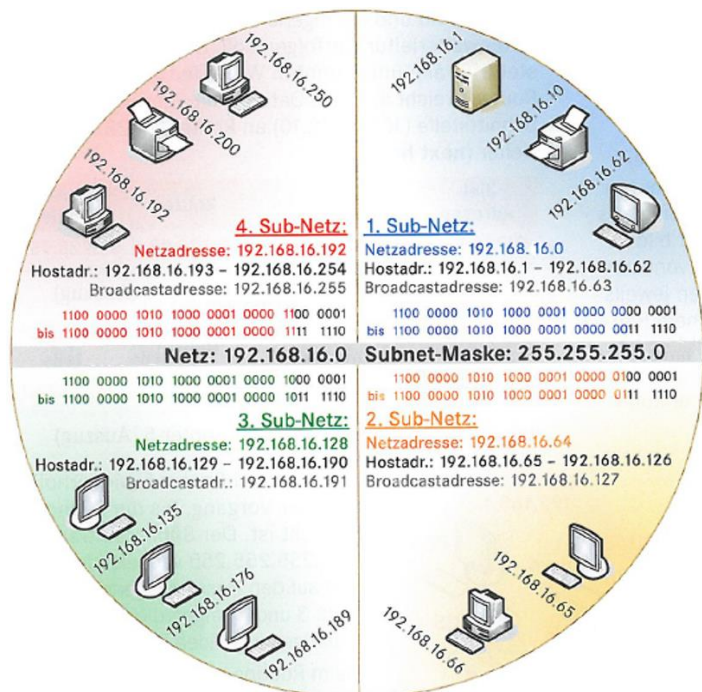 192.168.16.250
192.168.16.200
192.168.16.192
4. Sub-Netz:
Netzadresse: 192.168.16.192
Hostadr.: 192.168.16.193 – 192.168.16.254
Broadcastadresse: 192.168.16.255
1100 0000 1010 1000 0001 0000 1100 0001
bis 1100 0000 1010 1000 0001 0000 1111 1110
192.168.16.1
192.168.16.10
192.168.16.62
1. Sub-Netz:
Netzadresse: 192.168.16.0
Hostadr.: 192.168.16.1 – 192.168.16.62
Broadcastadresse: 192.168.16.63
1100 0000 1010 1000 0001 0000 0000 0001
bis 1100 0000 1010 1000 0001 0000 0011 1110
Netz: 192.168.16.0 Subnet-Maske: 255.255.255.0
1100 0000 1010 1000 0001 0000 1000 0001
bis 1100 0000 1010 1000 0001 0000 1011 1110
3. Sub-Netz:
Netzadresse: 192.168.16.128
Hostadr.: 192.168.16.129 – 192.168.16.190
Broadcastadr.: 192.168.16.191
192.168.16.135
192.168.16.176
192.168.16.189
1100 0000 1010 1000 0001 0000 0100 0001
bis 1100 0000 1010 1000 0001 0000 0111 1110
2. Sub-Netz:
Netzadresse: 192.168.16.64
Hostadr.: 192.168.16.65 – 192.168.16.126
Broadcastadresse: 192.168.16.127
192.168.16.65
192.168.16.66